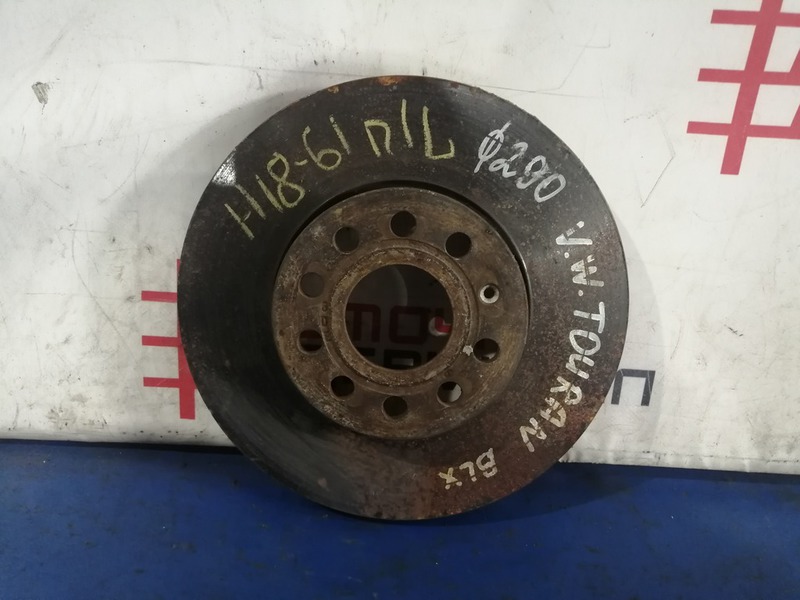 H18-61 п/L
ф290
V.W. TOURAN
BLX